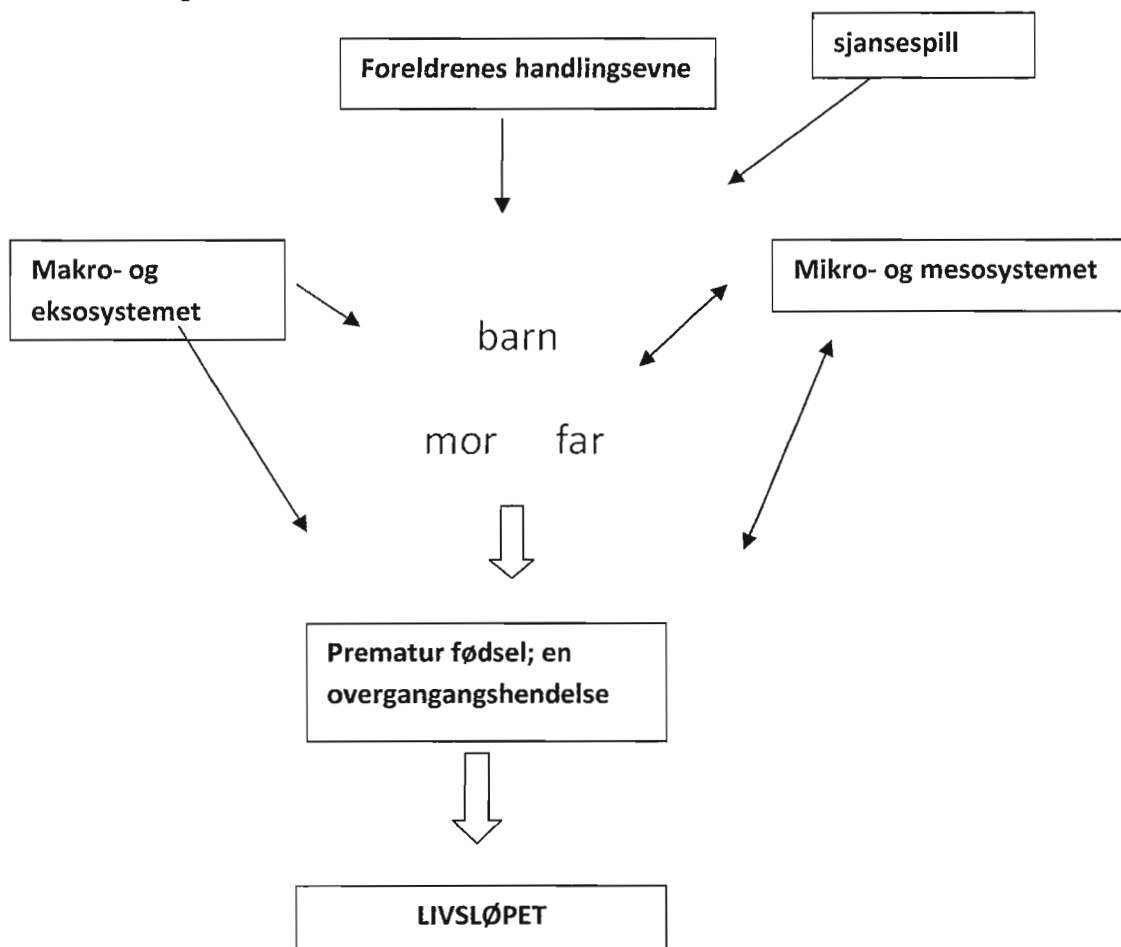 sjansespill
Foreldrenes handlingsevne
Makro- og
eksosystemet
Mikro- og mesosystemet
barn
mor far
Prematur fødsel; en
overgangangshendelse
LIVSLØPET